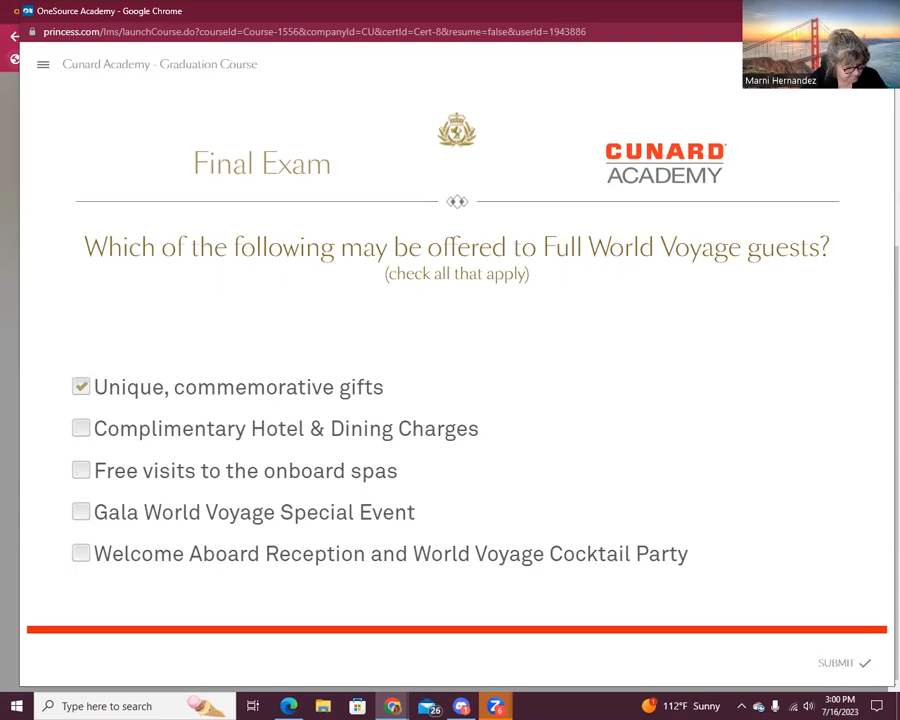 OneSource Academy - Google Chrome
princess.com/lms/launchCourse.do?courseId=Course-1556&companyId=CU&certId=Cert-8&resume=false&userId=1943886
Cunard Academy - Graduation Course
Marni Hernandez
Final Exam
CUNARD
ACADEMY
Which of the following may be offered to Full World Voyage guests?
(check all that apply)
Unique, commemorative gifts
Complimentary Hotel & Dining Charges
Free visits to the onboard spas
Gala World Voyage Special Event
Welcome Aboard Reception and World Voyage Cocktail Party
SUBMIT
Type here to search
26
6
112°F Sunny
3:00 PM
7/16/2023